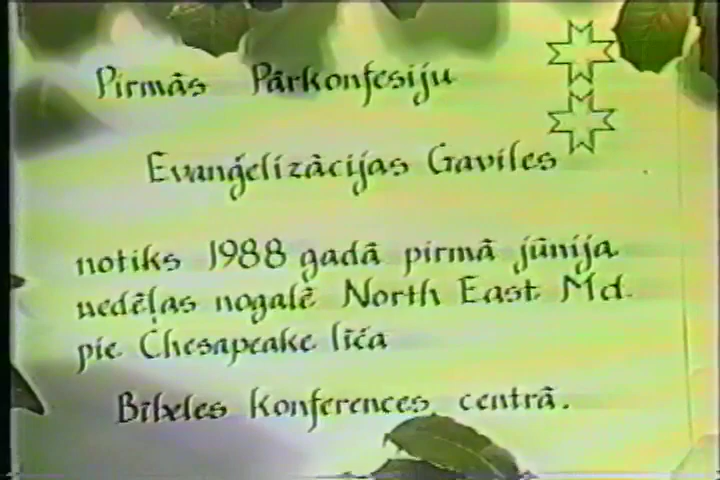 Pirmās Pārkonfesiju
Evanģelizācijas Gaviles
notiks 1988 gadā pirmā jūnija
nedēļas nogalē North East Md.
pie Chesapeake līča
Bībeles konferences centrā.